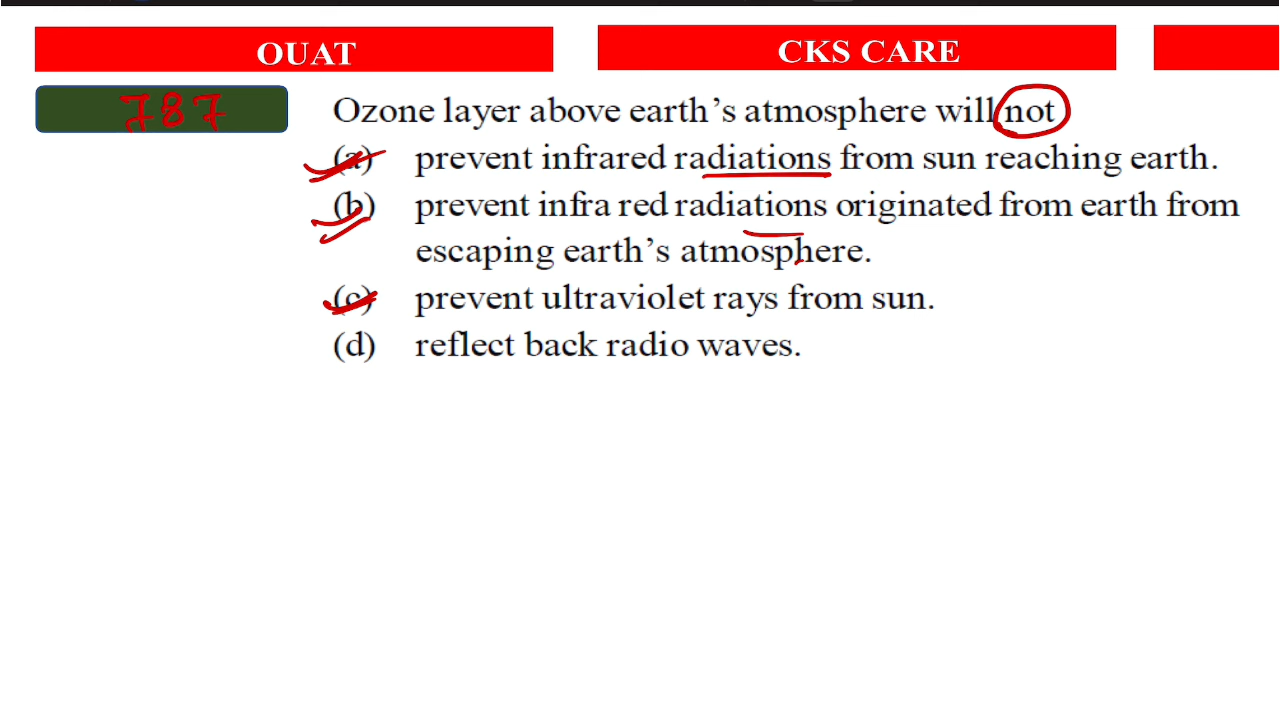 OUAT
CKS CARE
787
Ozone layer above earth's atmosphere will not
(a) prevent infrared radiations from sun reaching earth.
(b) prevent infra red radiations originated from earth from
escaping earth's atmosphere.
(c) prevent ultraviolet rays from sun.
(d) reflect back radio waves.